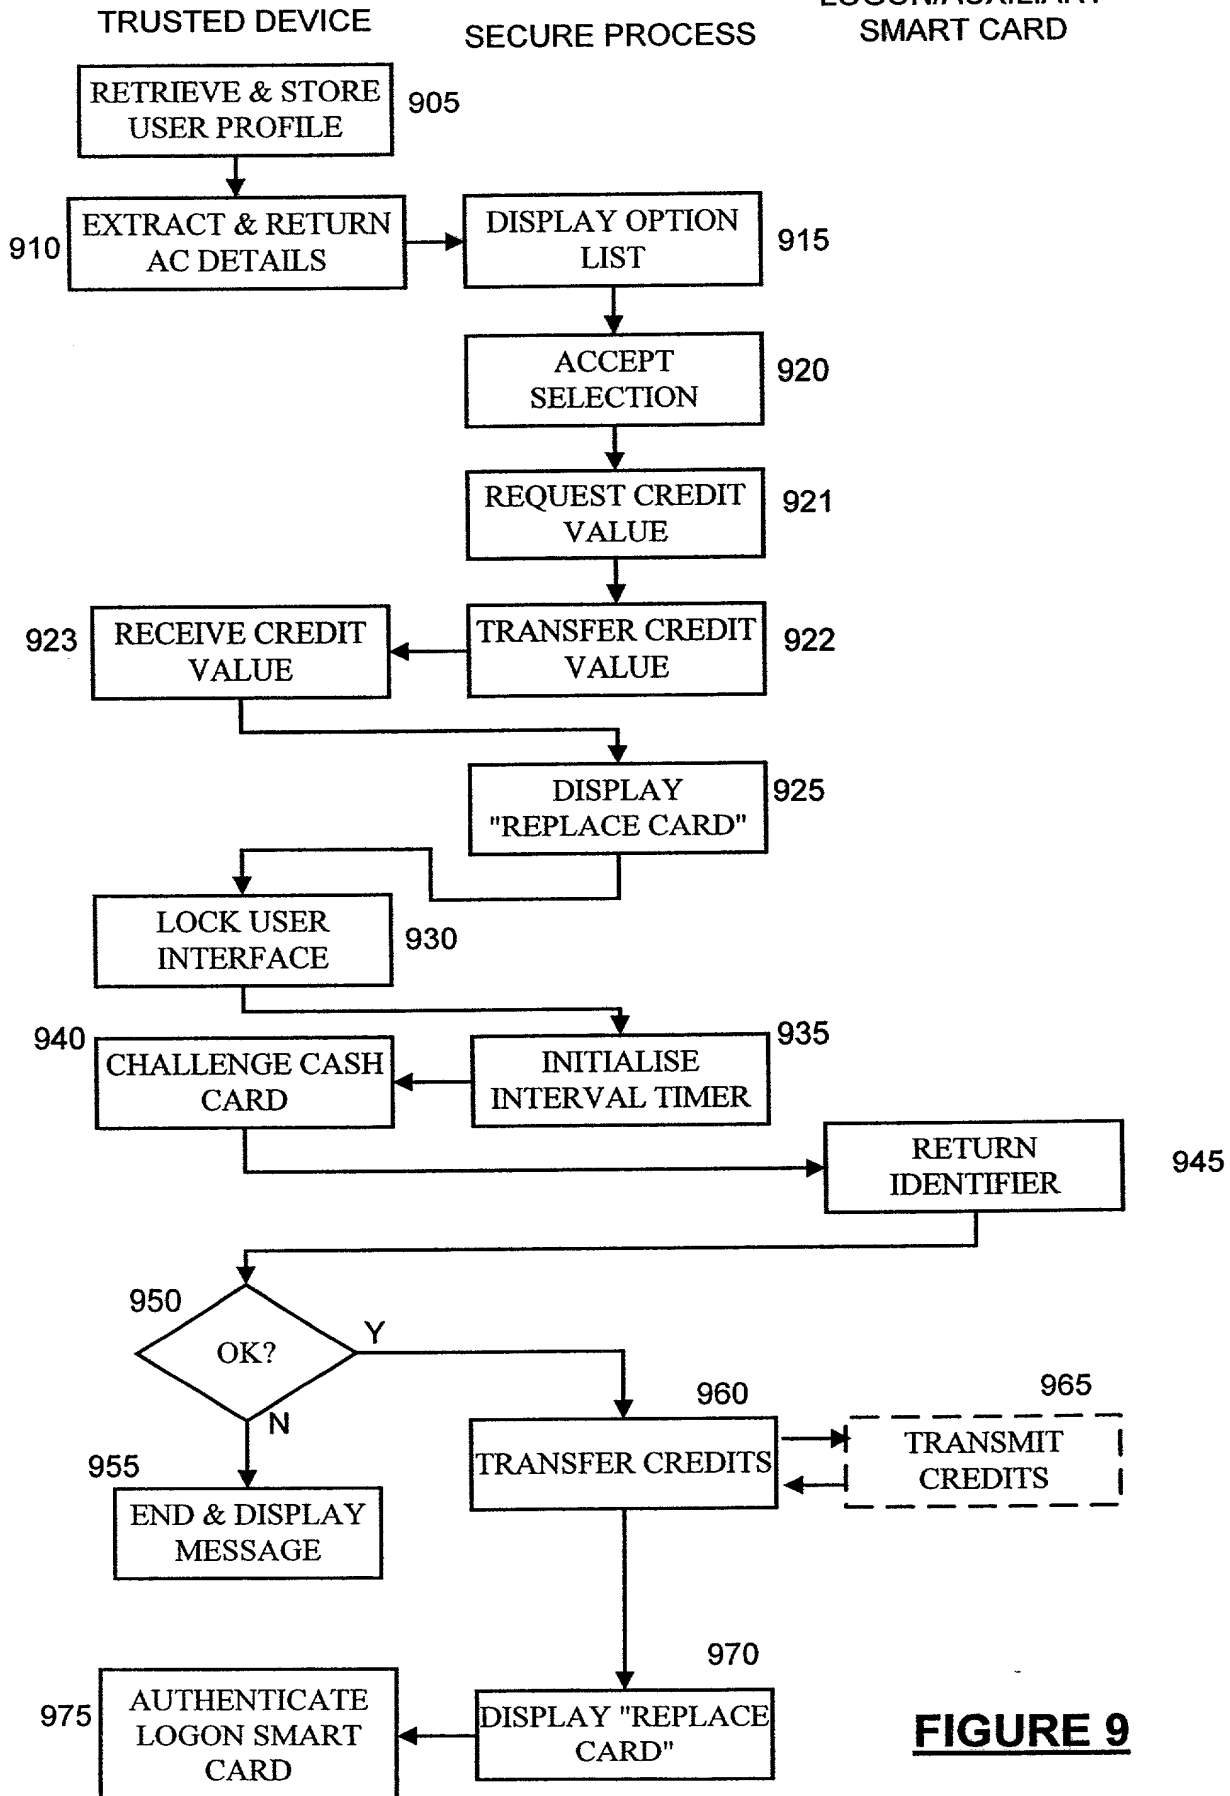 TRUSTED DEVICE
SECURE PROCESS
LOGON/AUXILIARY
SMART CARD
RETRIEVE & STORE
USER PROFILE
905
910
EXTRACT & RETURN
AC DETAILS
DISPLAY OPTION
LIST
915
ACCEPT
SELECTION
920
REQUEST CREDIT
VALUE
921
923
RECEIVE CREDIT
VALUE
TRANSFER CREDIT
VALUE
922
DISPLAY
"REPLACE CARD"
925
LOCK USER
INTERFACE
930
940
CHALLENGE CASH
CARD
INITIALISE
INTERVAL TIMER
935
RETURN
IDENTIFIER
945
950
OK?
Y
N
960
965
TRANSFER CREDITS
TRANSMIT
CREDITS
955
END & DISPLAY
MESSAGE
970
975
AUTHENTICATE
LOGON SMART
CARD
DISPLAY "REPLACE
CARD"
FIGURE 9